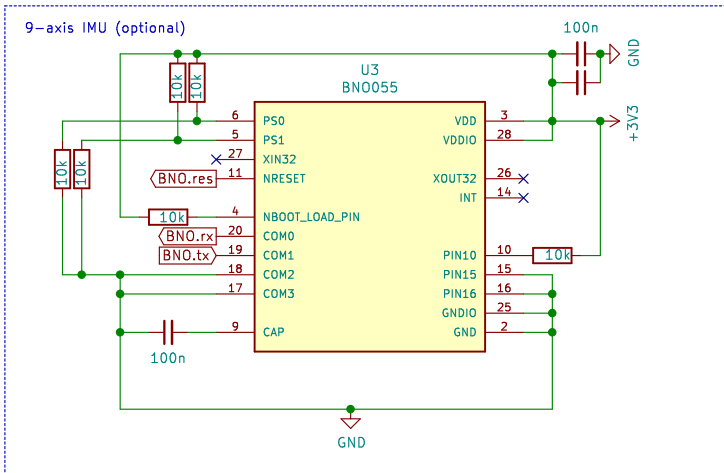 9-axis IMU (optional)
100n
GND
U3
BNO055
10k
10k
+3V3
6 PS0
VDD 3
5 PS1
VDDIO 28
27 XIN32
10k
10k
BNO.res
11 NRESET
XOUT32 26
INT 14
10k
4 NBOOT_LOAD_PIN
BNO.rx
20 COM0
BNO.tx
19 COM1
PIN10 10
10k
18 COM2
PIN15 15
17 COM3
PIN16 16
GNDIO 25
9 CAP
GND 2
100n
GND